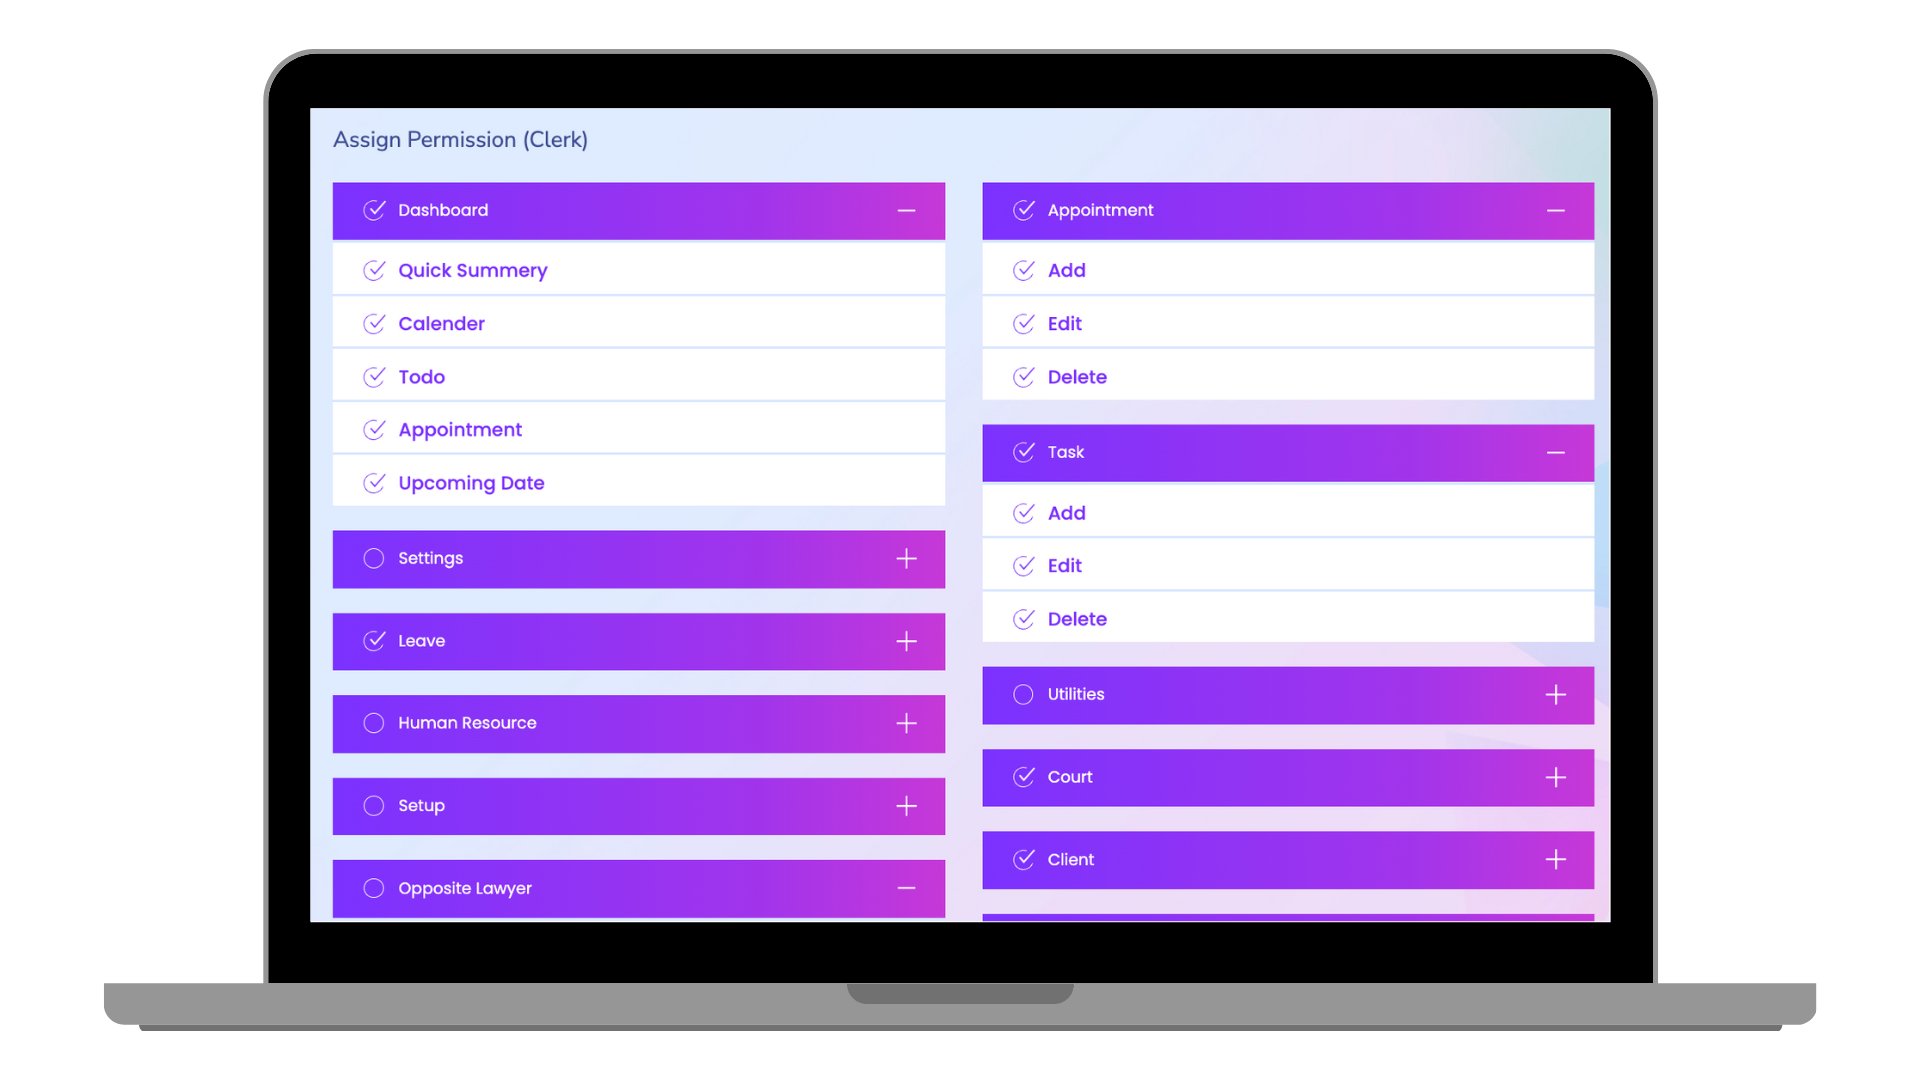 Assign Permission (Clerk)
Dashboard
Quick Summery
Calender
Todo
Appointment
Upcoming Date
Settings
Leave
Human Resource
Setup
Opposite Lawyer
Appointment
Add
Edit
Delete
Task
Add
Edit
Delete
Utilities
Court
Client